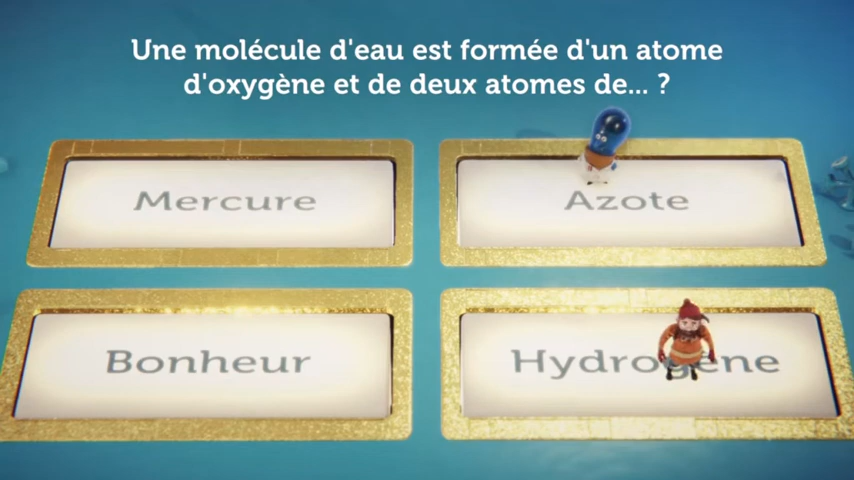 Une molécule d'eau est formée d'un atome
d'oxygène et de deux atomes de... ?
Mercure
Azote
Bonheur
Hydrogène